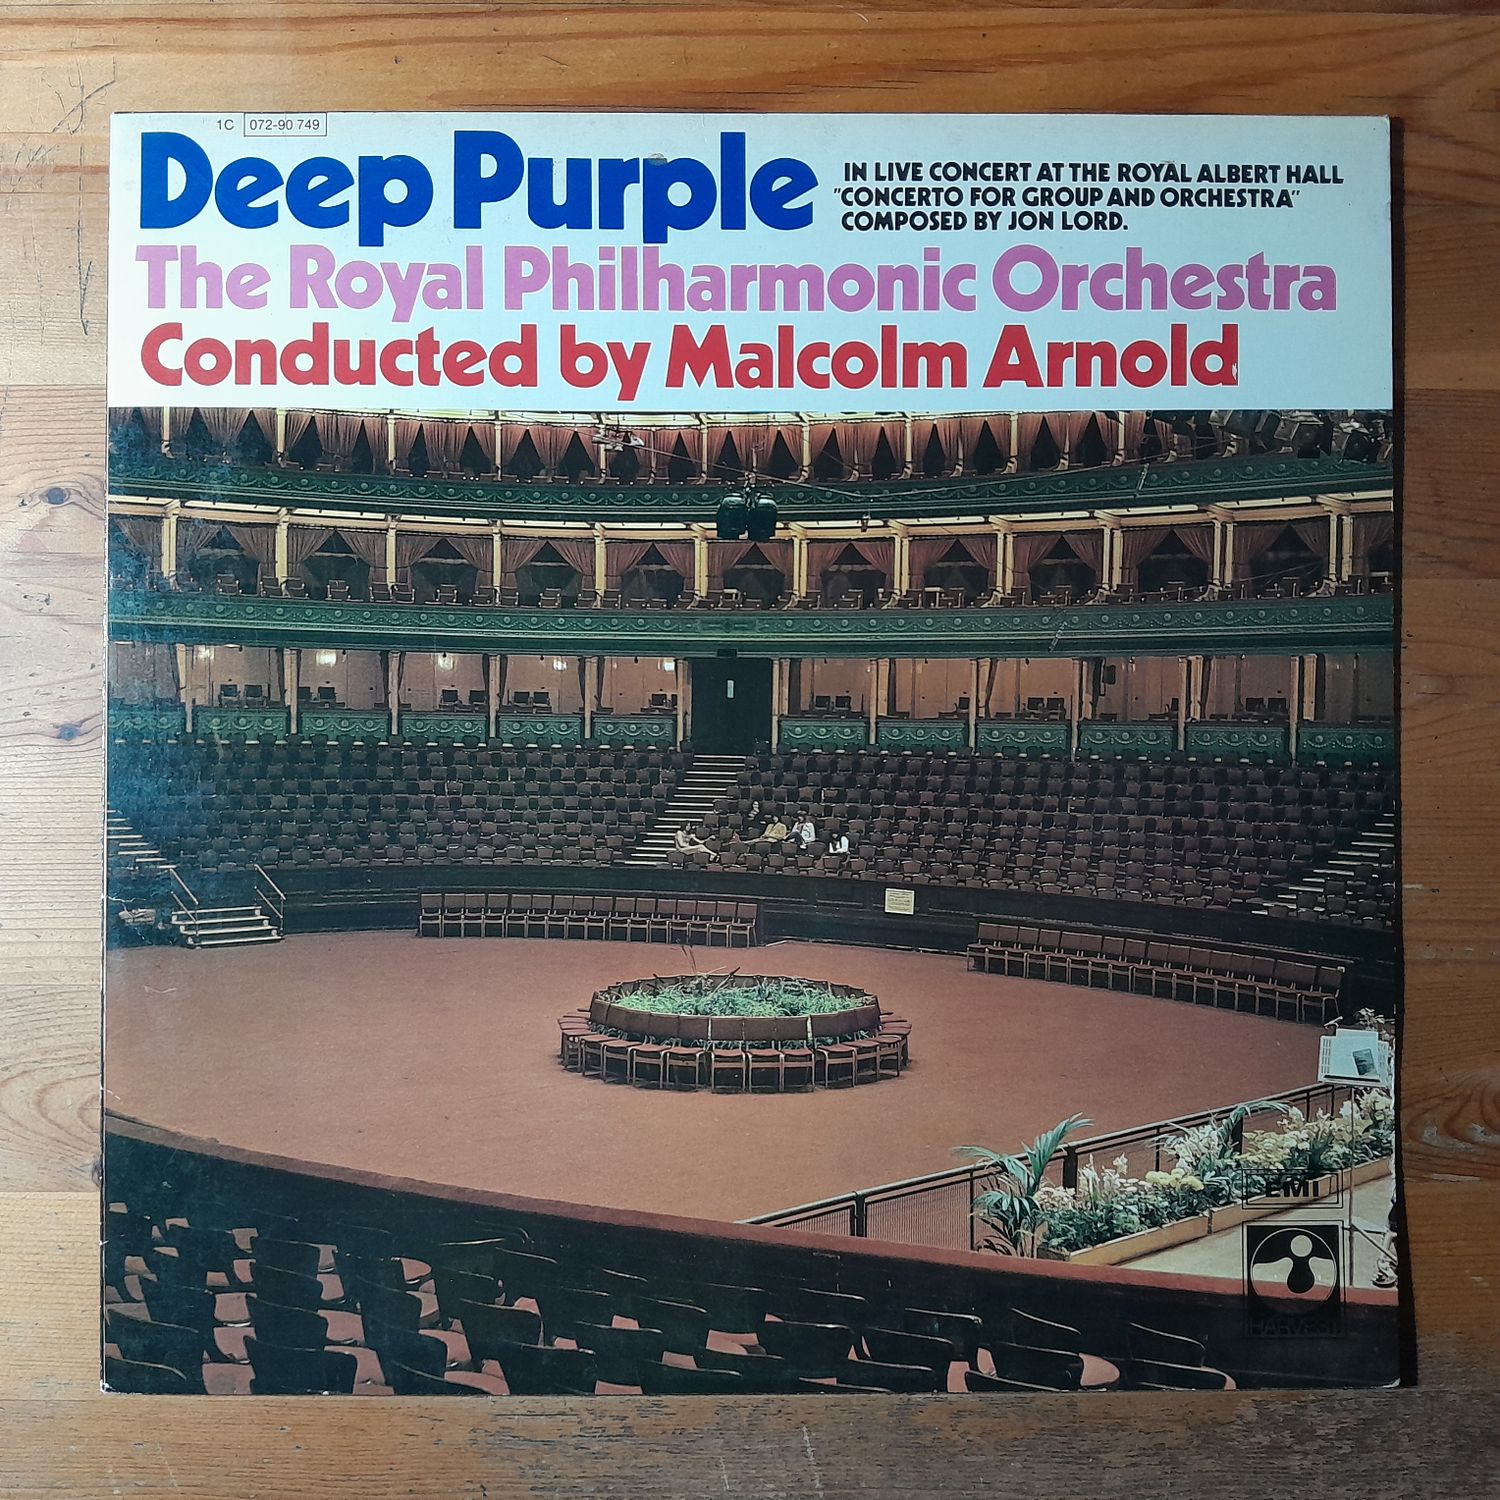 1C 072-90 749
Deep Purple
IN LIVE CONCERT AT THE ROYAL ALBERT HALL
"CONCERTO FOR GROUP AND ORCHESTRA"
COMPOSED BY JON LORD.
The Royal Philharmonic Orchestra
Conducted by Malcolm Arnold
EMI
HARVEST